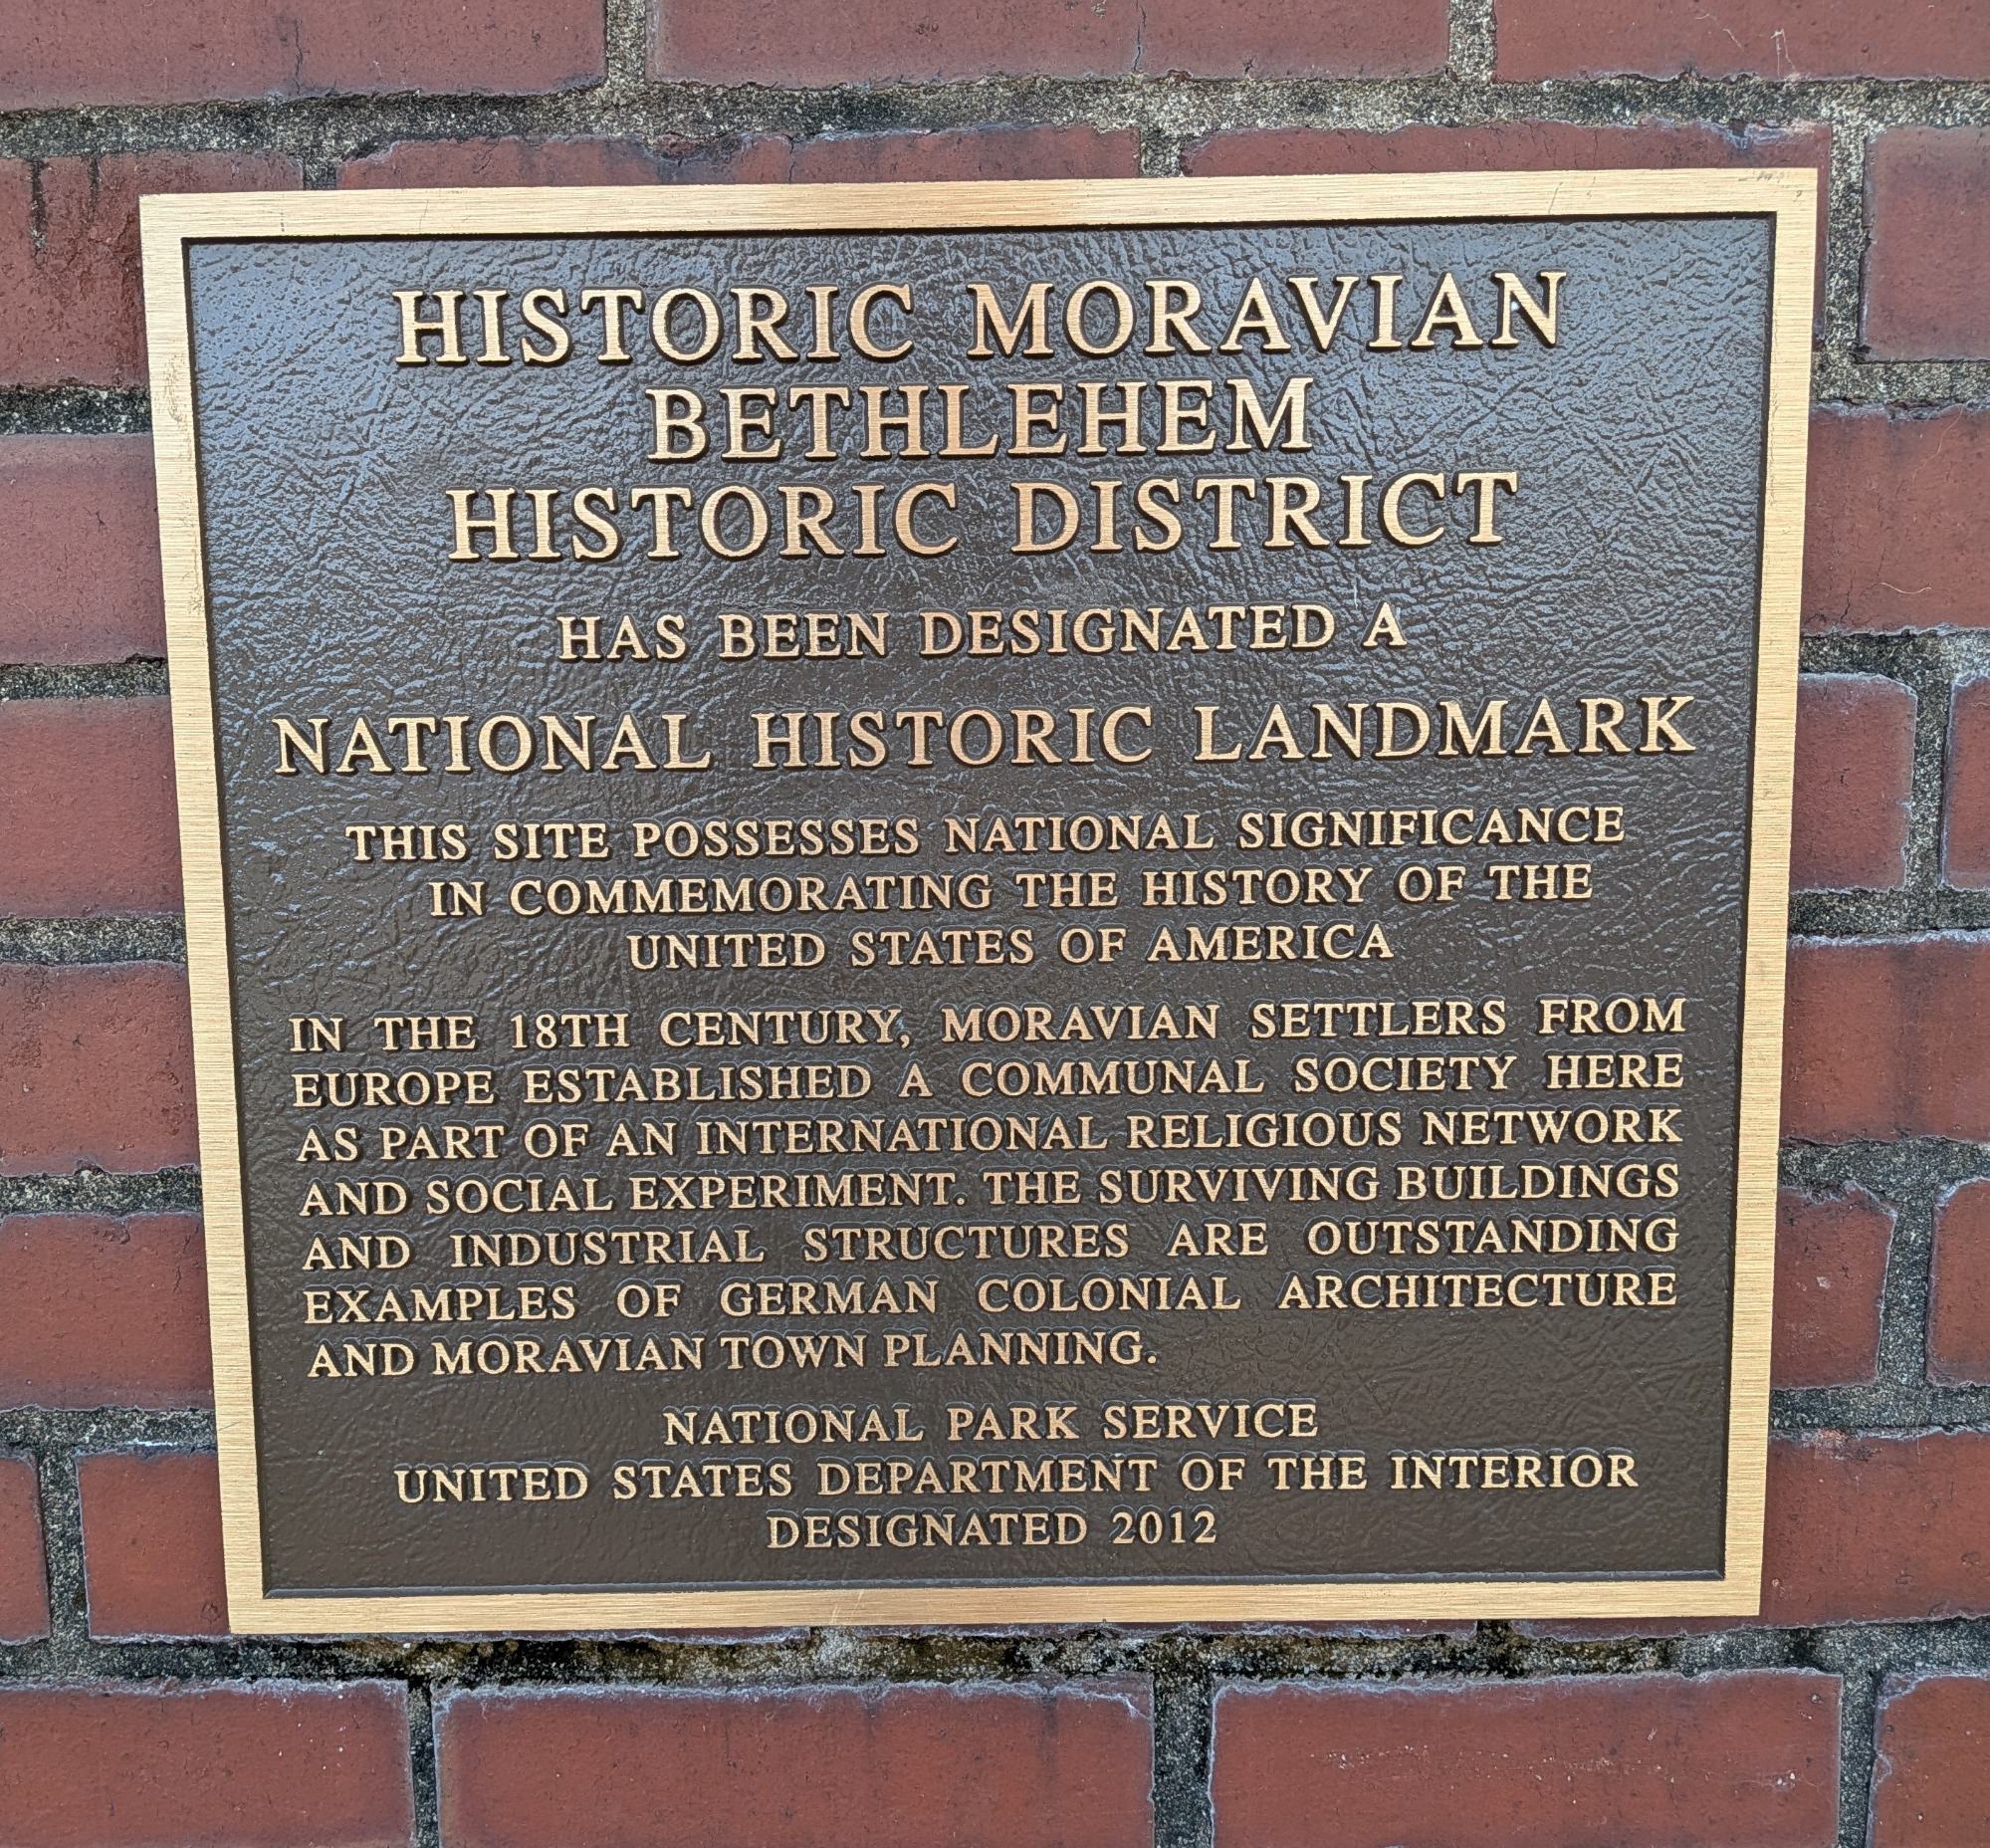 HISTORIC MORAVIAN
BETHLEHEM
HISTORIC DISTRICT
HAS BEEN DESIGNATED A
NATIONAL HISTORIC LANDMARK
THIS SITE POSSESSES NATIONAL SIGNIFICANCE
IN COMMEMORATING THE HISTORY OF THE
UNITED STATES OF AMERICA
IN THE 18TH CENTURY, MORAVIAN SETTLERS FROM
EUROPE ESTABLISHED A COMMUNAL SOCIETY HERE
AS PART OF AN INTERNATIONAL RELIGIOUS NETWORK
AND SOCIAL EXPERIMENT. THE SURVIVING BUILDINGS
AND INDUSTRIAL STRUCTURES ARE OUTSTANDING
EXAMPLES OF GERMAN COLONIAL ARCHITECTURE
AND MORAVIAN TOWN PLANNING.
NATIONAL PARK SERVICE
UNITED STATES DEPARTMENT OF THE INTERIOR
DESIGNATED 2012